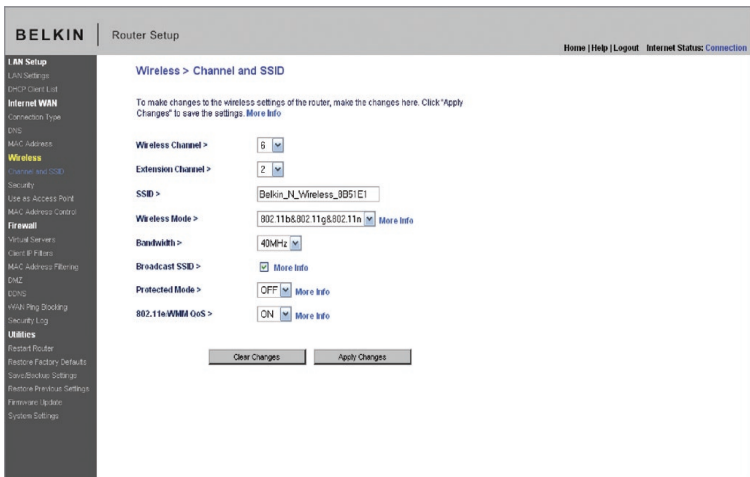 BELKIN
Router Setup
Home | Help | Logout Internet Status: Connection
LAN Setup
LAN Settings
DHCP Client List
Internet WAN
Connection Type
DNS
MAC Address
Wireless
Channel and SSID
Security
Use as Access Point
MAC Address Control
Firewall
Virtual Servers
Client IP Filters
MAC Address Filtering
DMZ
DDNS
WAN Ping Blocking
Security Log
Utilities
Restart Router
Restore Factory Defaults
Save/Backup Settings
Restore Previous Settings
Firmware Update
System Settings
Wireless > Channel and SSID
To make changes to the wireless settings of the router, make the changes here. Click "Apply
Changes" to save the settings. More Info
Wireless Channel > 6
Extension Channel > 2
SSID > Belkin_N_Wireless_8B51E1
Wireless Mode > 802.11b&802.11g&802.11n More Info
Bandwidth > 40MHz
Broadcast SSID > More Info
Protected Mode > OFF More Info
802.11e/WMM QoS > ON More Info
Clear Changes Apply Changes